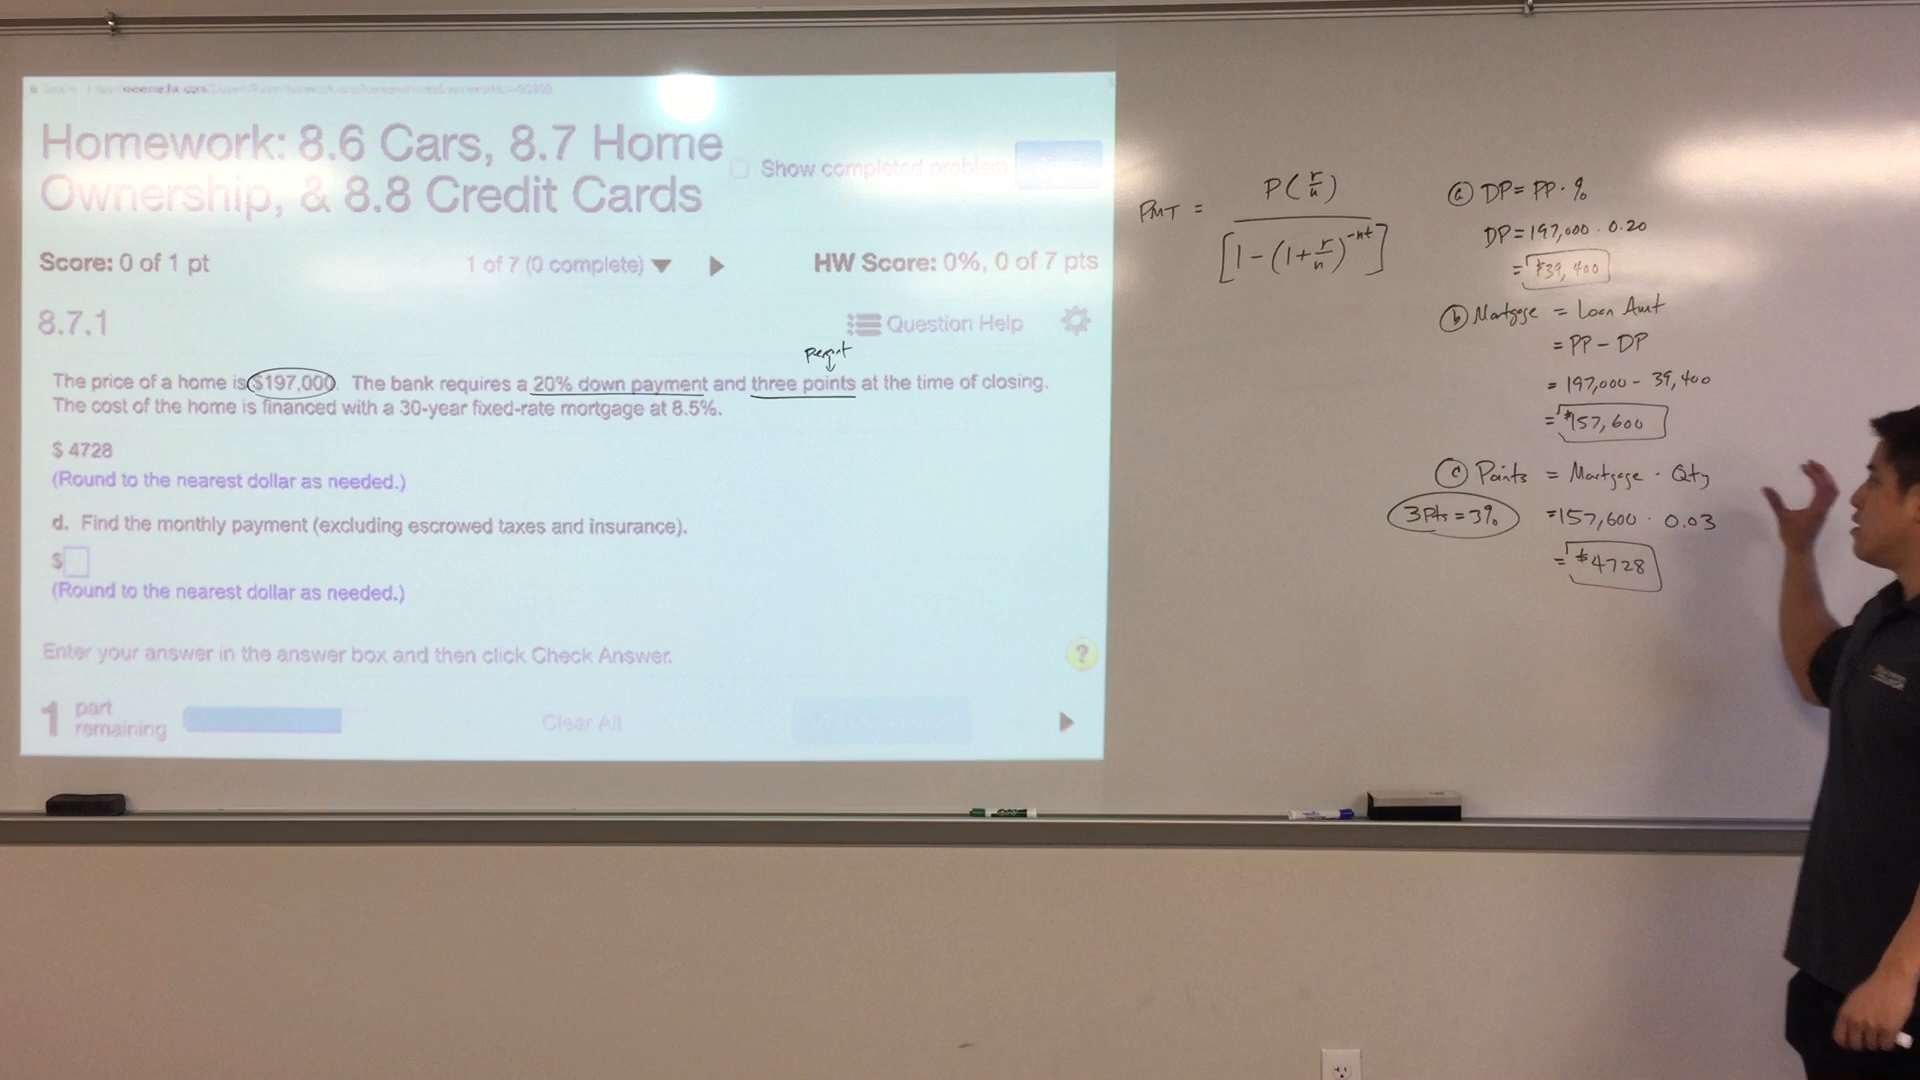 Homework: 8.6 Cars, 8.7 Home
Ownership, & 8.8 Credit Cards
Show completed problem
Score: 0 of 1 pt
1 of 7 (0 complete)
HW Score: 0%, 0 of 7 pts
8.7.1
Question Help
The price of a home is $197,000. The bank requires a 20% down payment and three points at the time of closing.
The cost of the home is financed with a 30-year fixed-rate mortgage at 8.5%.
$ 4728
(Round to the nearest dollar as needed.)
d. Find the monthly payment (excluding escrowed taxes and insurance).
$
(Round to the nearest dollar as needed.)
Enter your answer in the answer box and then click Check Answer.
?
1 part
remaining
Clear All
PMT = P(r/n) / [1-(1+r/n)^-nt]
ⓐ DP = PP · %
DP = 197,000 · 0.20
= $39,400
ⓑ Mortgage = Loan Amt
= PP - DP
= 197,000 - 39,400
= $157,600
ⓒ Points = Mortgage · Qty
3Pts = 3%
= 157,600 · 0.03
= $4728